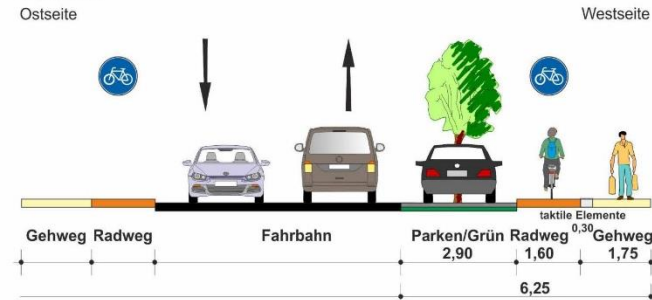 Ostseite Westseite
taktile Elemente
0,30
Gehweg Radweg Fahrbahn Parken/Grün Radweg Gehweg
2,90 1,60 1,75
6,25